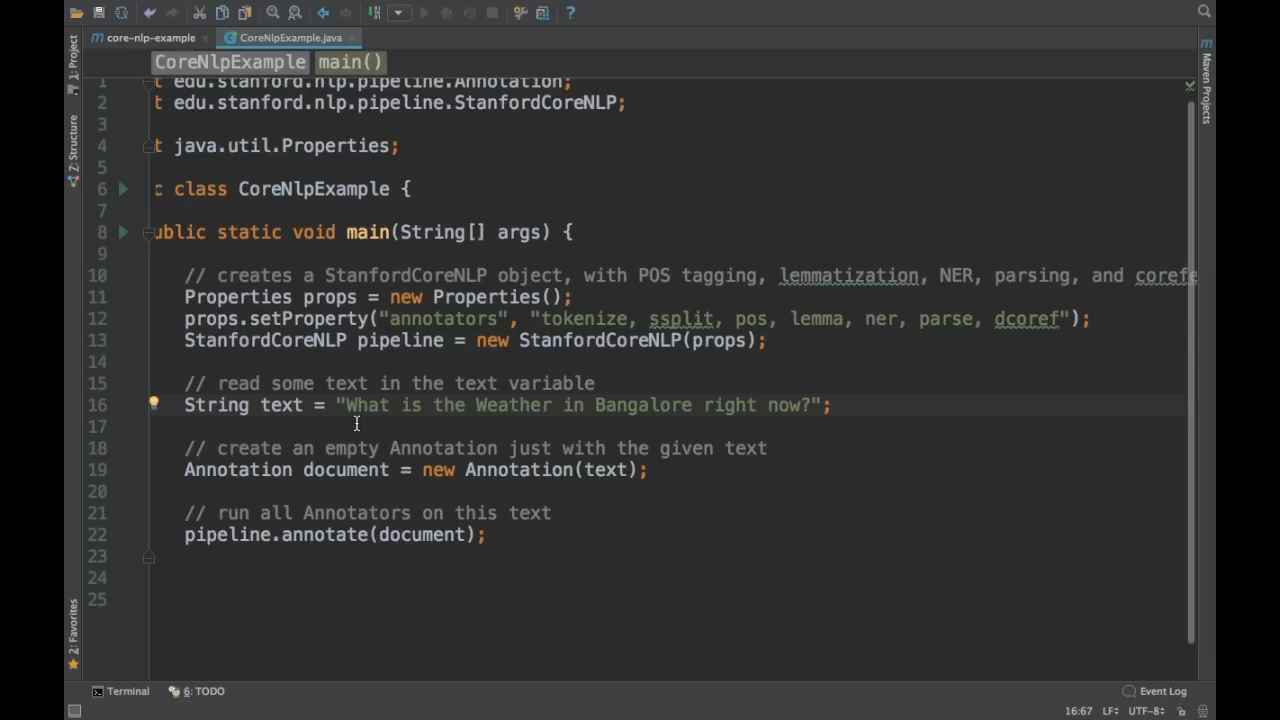 core-nlp-example
CoreNlpExample.java
CoreNlpExample main()
1: Project
Z: Structure
2: Favorites
Maven Projects
1 t edu.stanford.nlp.pipeline.Annotation;
2 t edu.stanford.nlp.pipeline.StanfordCoreNLP;
3
4 t java.util.Properties;
5
6 c class CoreNlpExample {
7
8 ublic static void main(String[] args) {
9
10 // creates a StanfordCoreNLP object, with POS tagging, lemmatization, NER, parsing, and corefe
11 Properties props = new Properties();
12 props.setProperty("annotators", "tokenize, ssplit, pos, lemma, ner, parse, dcoref");
13 StanfordCoreNLP pipeline = new StanfordCoreNLP(props);
14
15 // read some text in the text variable
16 String text = "What is the Weather in Bangalore right now?";
17
18 // create an empty Annotation just with the given text
19 Annotation document = new Annotation(text);
20
21 // run all Annotators on this text
22 pipeline.annotate(document);
23
24
25
Terminal
6: TODO
Event Log
16:67 LF÷ UTF-8÷